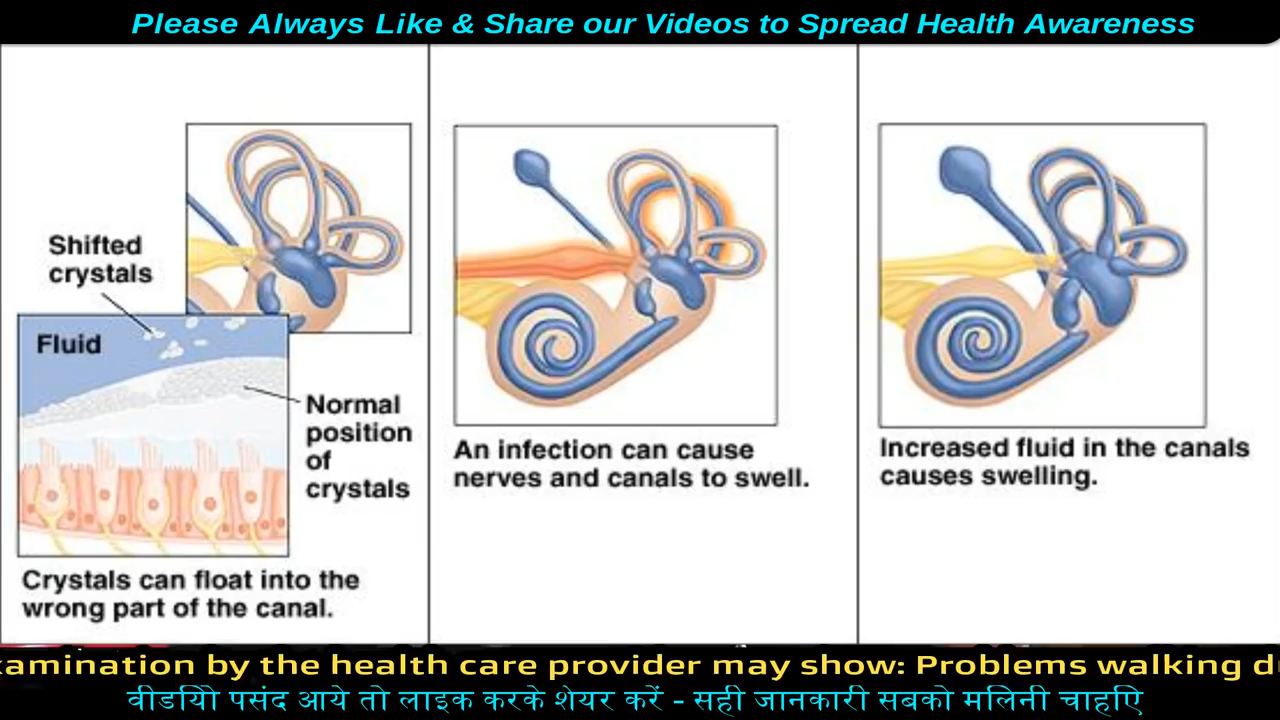 Please Always Like & Share our Videos to Spread Health Awareness
Shifted
crystals
Fluid
Normal
position
of
crystals
Crystals can float into the
wrong part of the canal.
An infection can cause
nerves and canals to swell.
Increased fluid in the canals
causes swelling.
xamination by the health care provider may show: Problems walking d
वीडियोि पसंद आये तो लाइक करके शेयर करें - सही जानकारी सबको मलिनी चाहएि